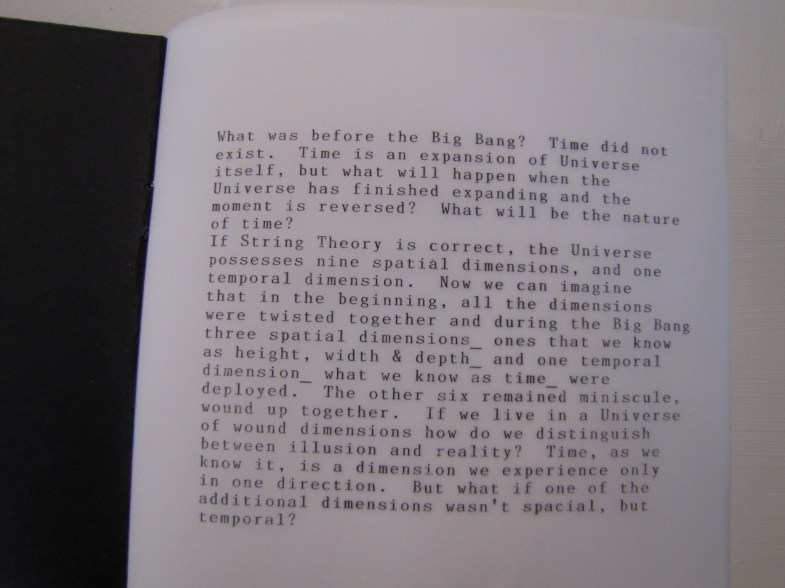 What was before the Big Bang?  Time did not
exist.  Time is an expansion of Universe
itself, but what will happen when the
Universe has finished expanding and the
moment is reversed?  What will be the nature
of time?
If String Theory is correct, the Universe
possesses nine spatial dimensions, and one
temporal dimension.  Now we can imagine
that in the beginning, all the dimensions
were twisted together and during the Big Bang
three spatial dimensions_ ones that we know
as height, width & depth_ and one temporal
dimension_ what we know as time_ were
deployed.  The other six remained miniscule,
wound up together.  If we live in a Universe
of wound dimensions how do we distinguish
between illusion and reality?  Time, as we
know it, is a dimension we experience only
in one direction.  But what if one of the
additional dimensions wasn't spacial, but
temporal?